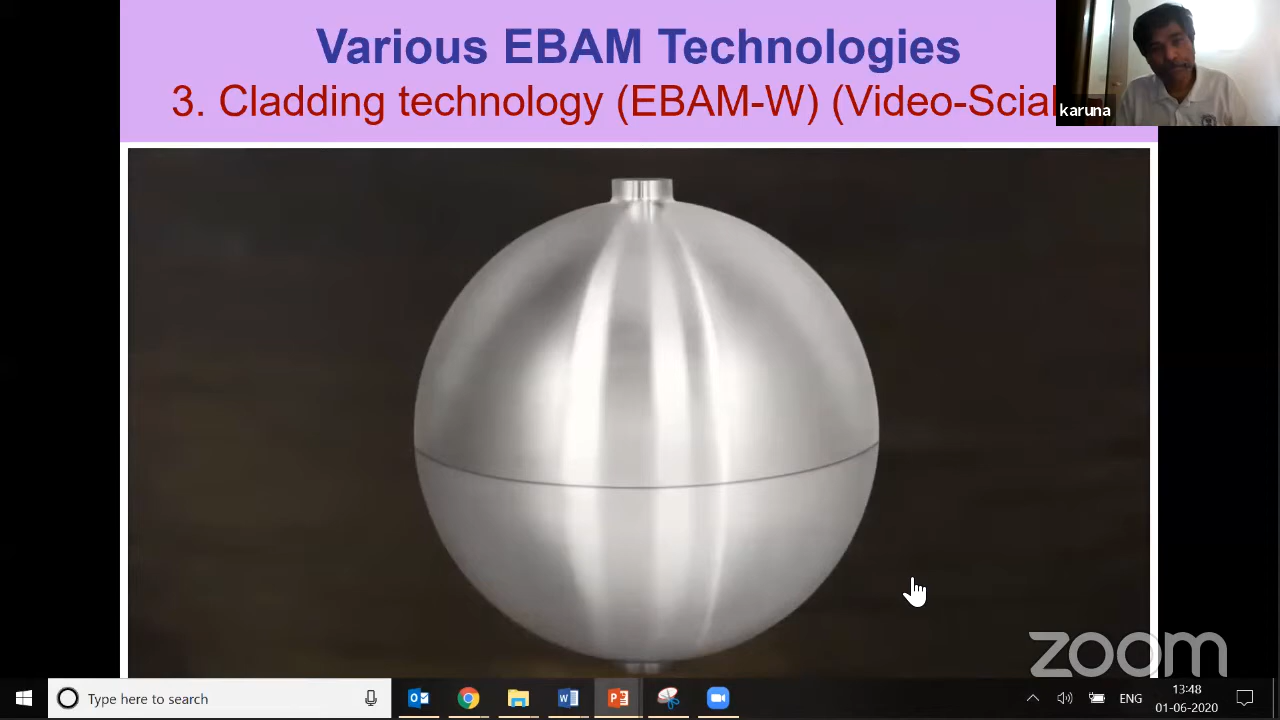 Various EBAM Technologies
3. Cladding technology (EBAM-W) (Video-Scia
karuna
zoom
Type here to search
ENG
13:48
01-06-2020